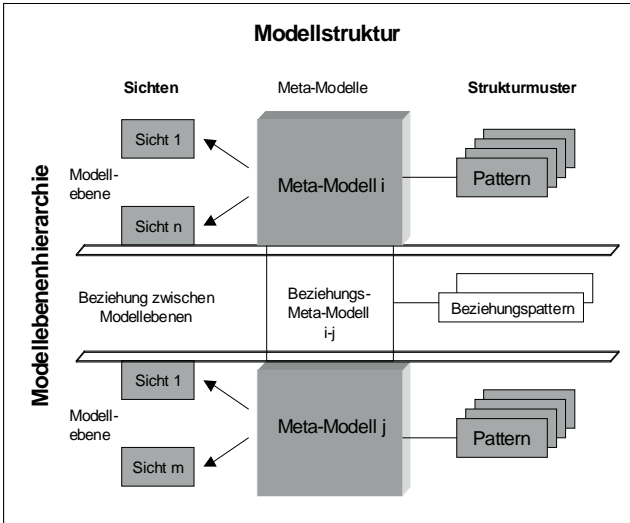 Modellstruktur
Sichten
Meta-Modelle
Strukturmuster
Modellebenenhierarchie
Sicht 1
Modell-
ebene
Sicht n
Meta-Modell i
Pattern
Beziehung zwischen
Modellebenen
Beziehungs-
Meta-Modell
i-j
Beziehungspattern
Sicht 1
Modell-
ebene
Sicht m
Meta-Modell j
Pattern